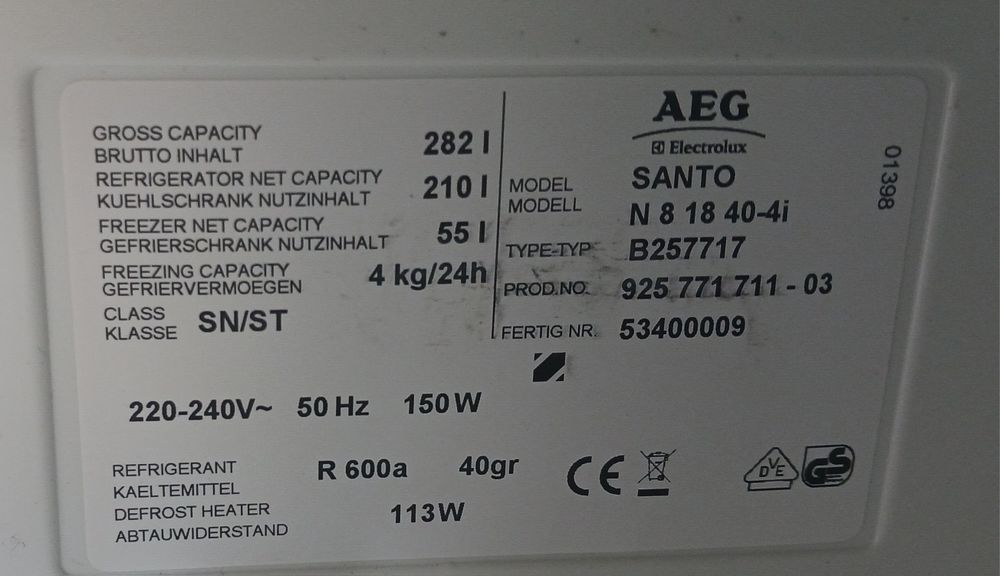 GROSS CAPACITY
BRUTTO INHALT 282 l
REFRIGERATOR NET CAPACITY
KUEHLSCHRANK NUTZINHALT 210 l
FREEZER NET CAPACITY
GEFRIERSCHRANK NUTZINHALT 55 l
FREEZING CAPACITY
GEFRIERVERMOEGEN 4 kg/24h
CLASS
KLASSE SN/ST
AEG
Electrolux
MODEL SANTO
MODELL N 8 18 40-4i
TYPE-TYP B257717
PROD.NO. 925 771 711 - 03
FERTIG NR. 53400009
01398
220-240V~ 50 Hz 150 W
REFRIGERANT
KAELTEMITTEL R 600a 40gr
DEFROST HEATER
ABTAUWIDERSTAND 113W
CE
DVE
GS